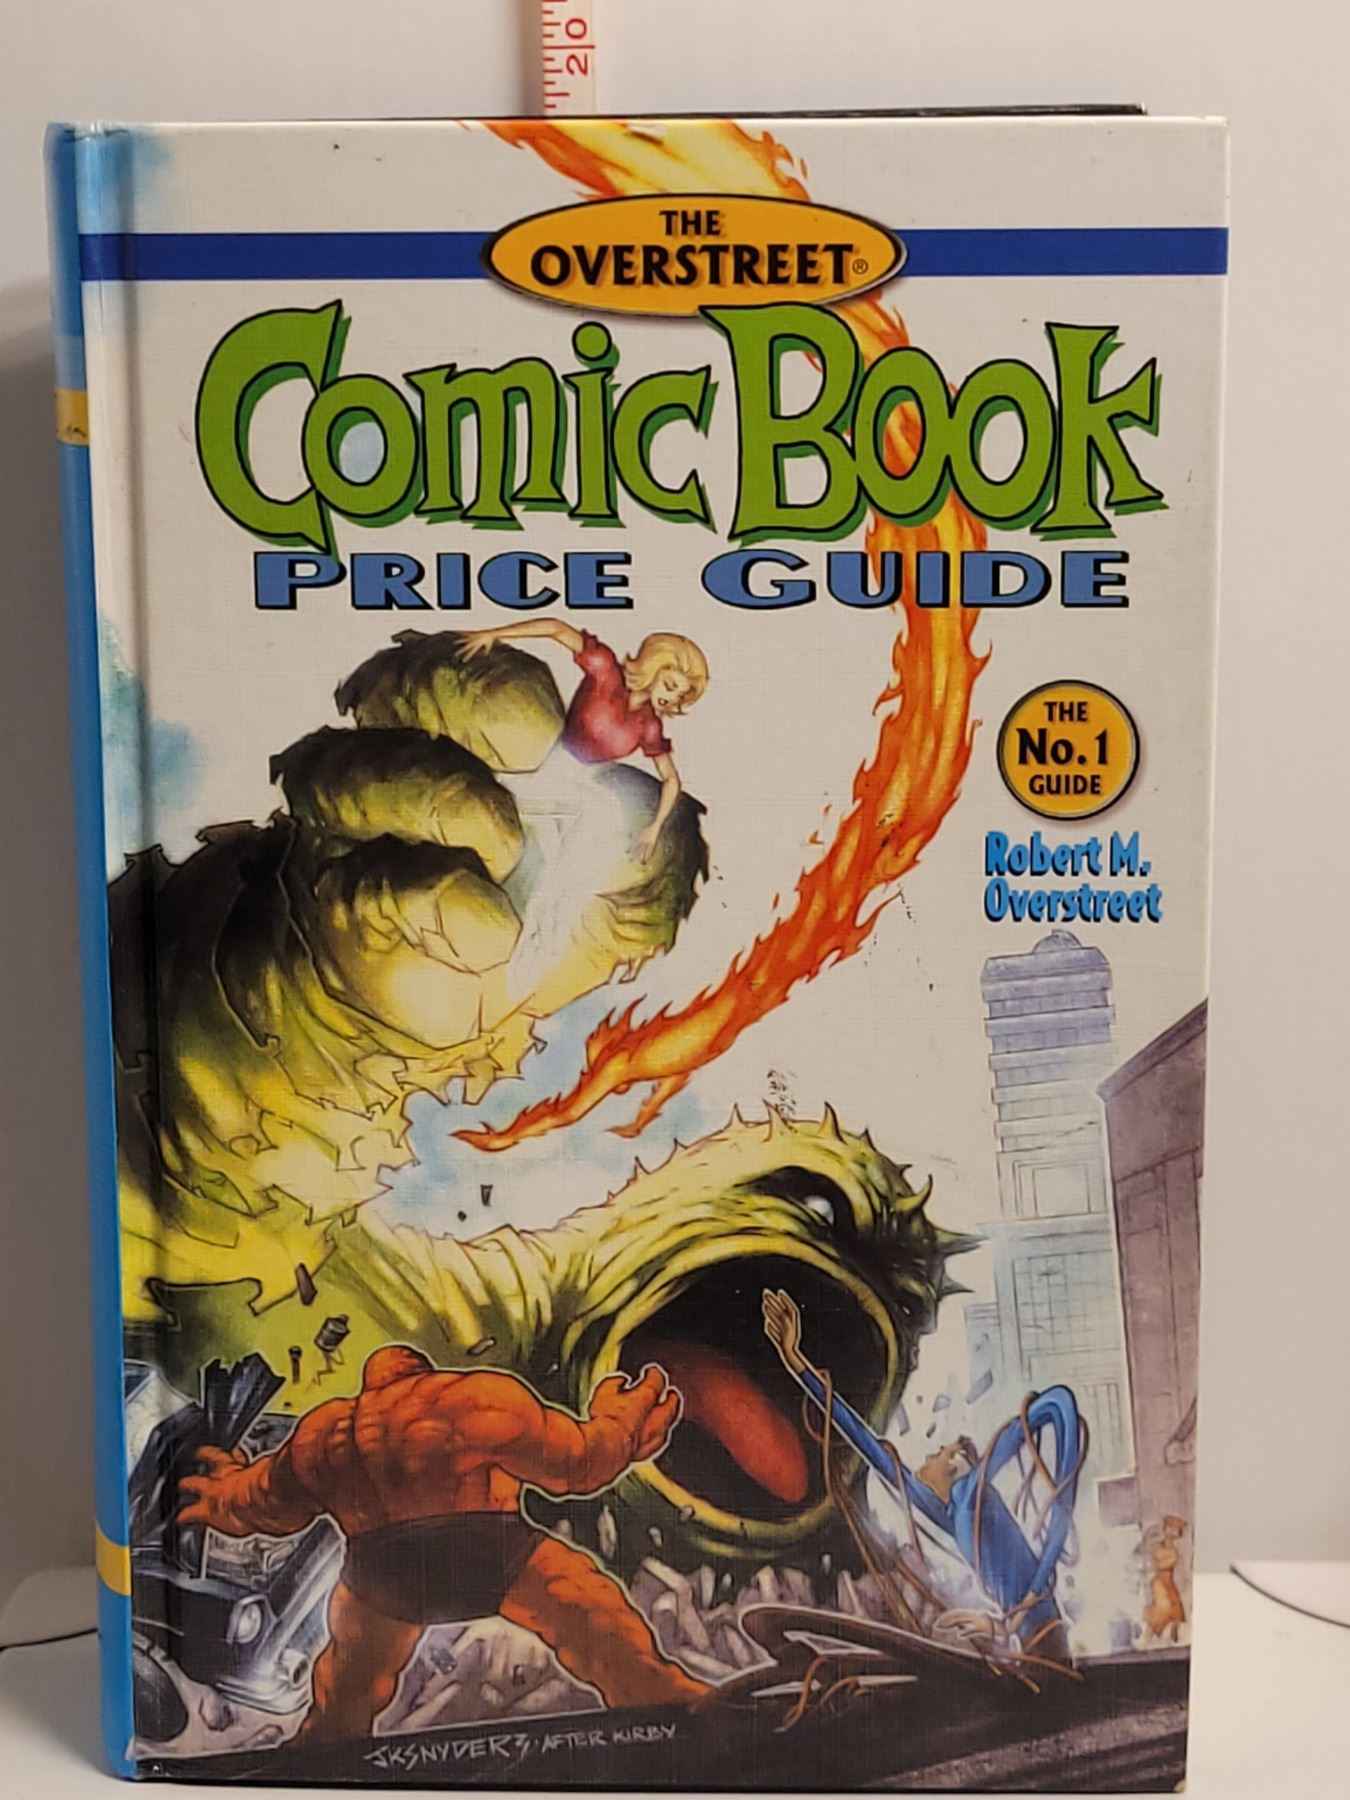 20
THE
OVERSTREET®
Comic Book
PRICE GUIDE
THE
No.1
GUIDE
Robert M.
Overstreet
JKSNYDER3·AFTER KIRBY